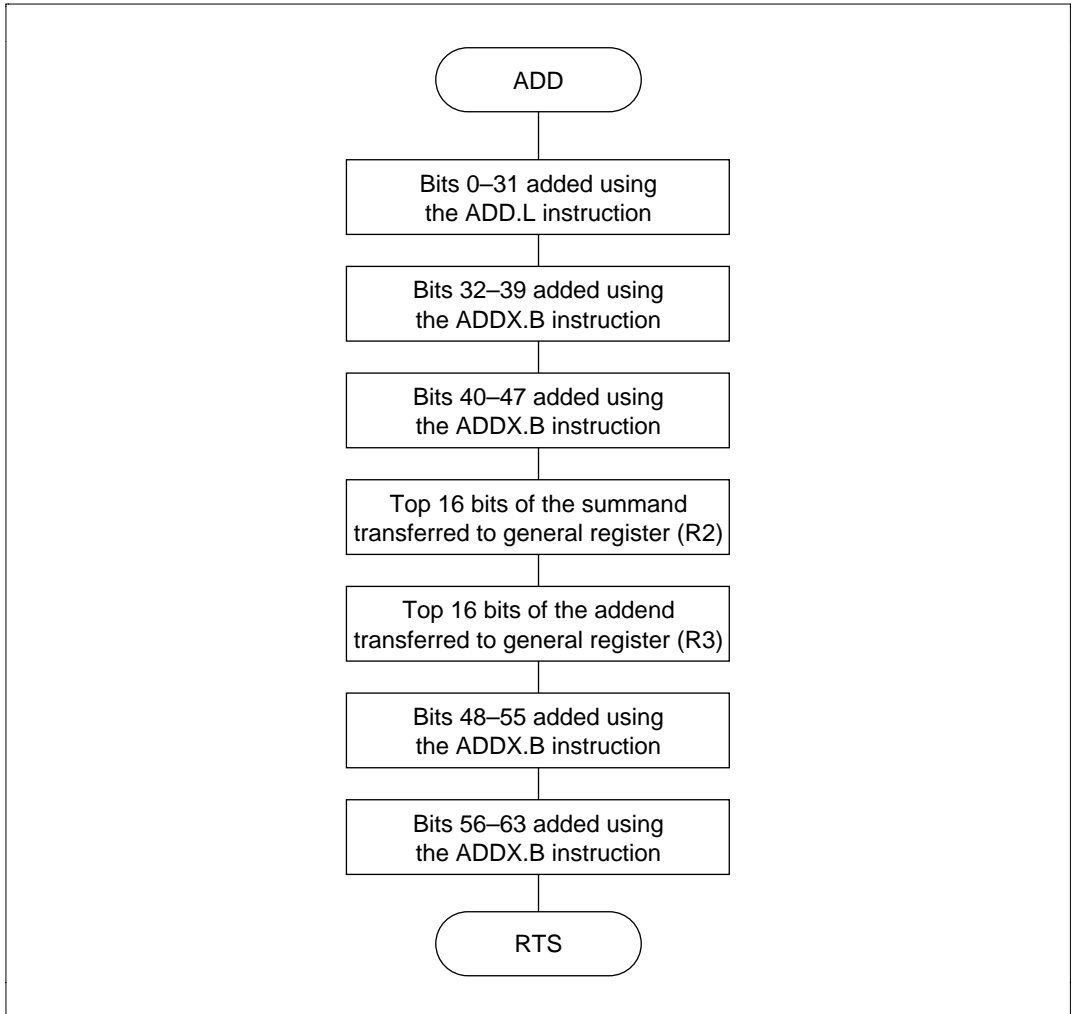 ADD
Bits 0–31 added using
the ADD.L instruction
Bits 32–39 added using
the ADDX.B instruction
Bits 40–47 added using
the ADDX.B instruction
Top 16 bits of the summand
transferred to general register (R2)
Top 16 bits of the addend
transferred to general register (R3)
Bits 48–55 added using
the ADDX.B instruction
Bits 56–63 added using
the ADDX.B instruction
RTS